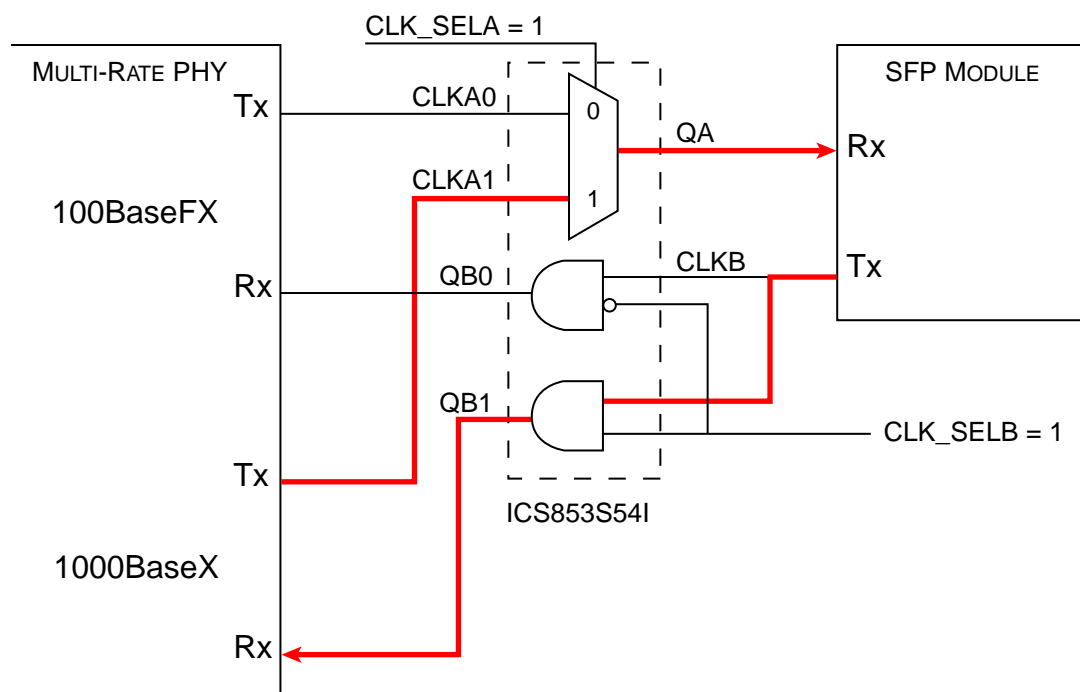 CLK_SELA = 1
MULTI-RATE PHY
SFP MODULE
Tx
CLKA0
0
QA
Rx
CLKA1
1
100BaseFX
Rx
QB0
CLKB
Tx
QB1
CLK_SELB = 1
Tx
ICS853S54I
1000BaseX
Rx